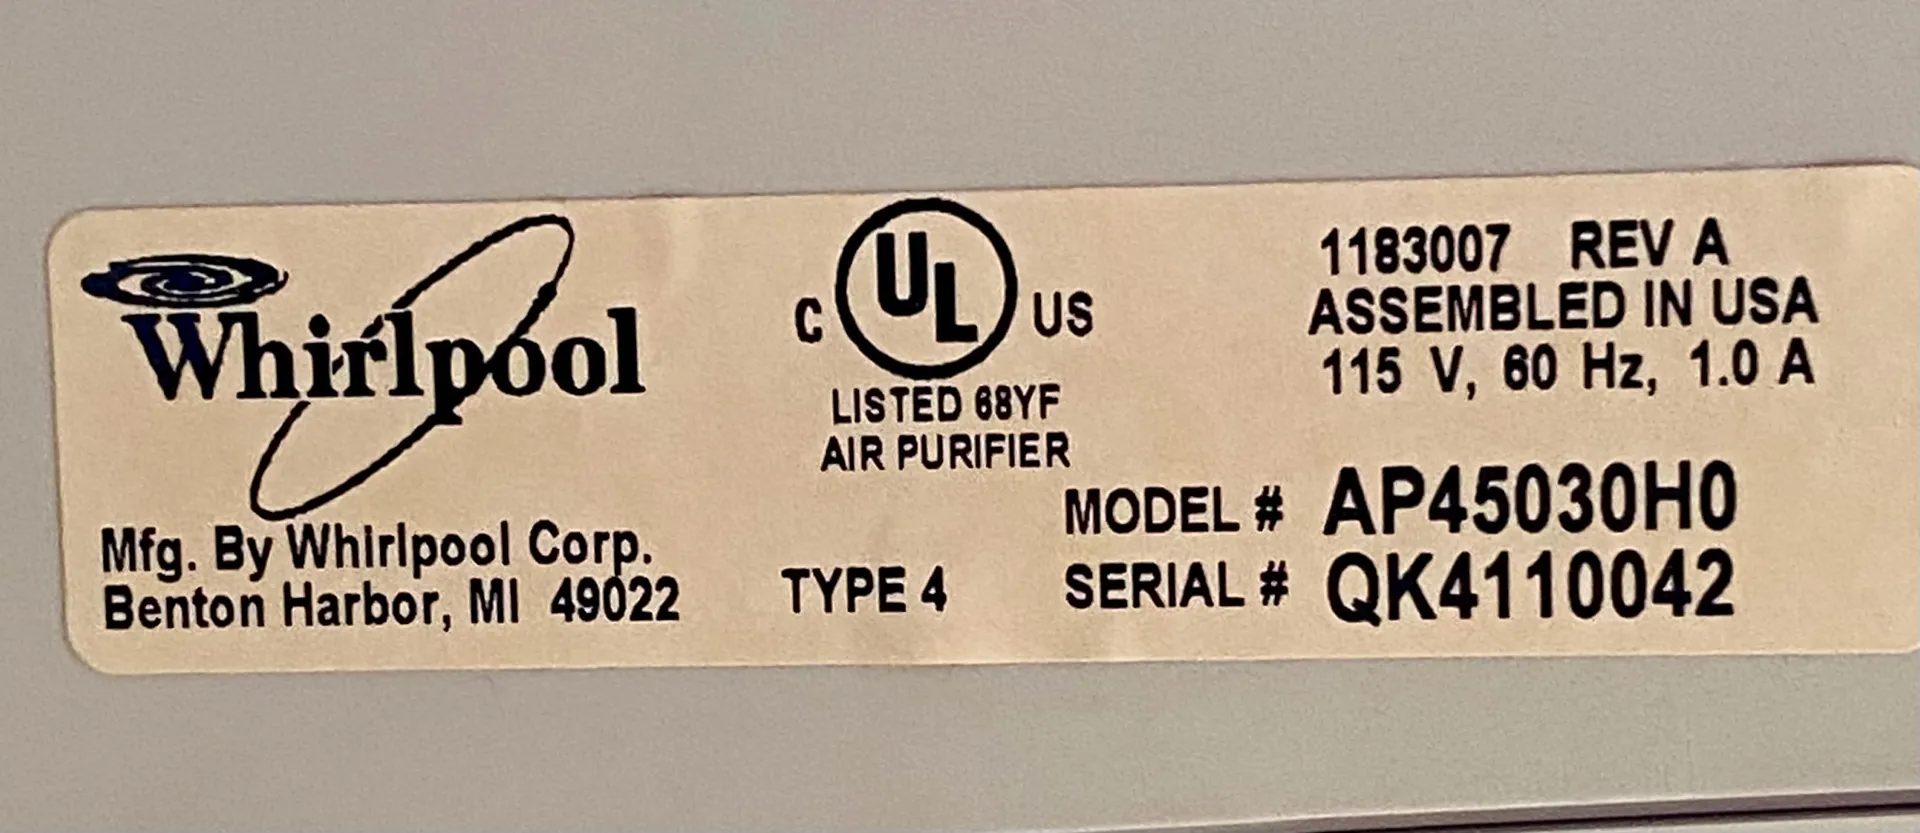 Whirlpool
Mfg. By Whirlpool Corp.
Benton Harbor, MI 49022
C UL US
LISTED 68YF
AIR PURIFIER
TYPE 4
1183007 REV A
ASSEMBLED IN USA
115 V, 60 Hz, 1.0 A
MODEL # AP45030H0
SERIAL # QK4110042